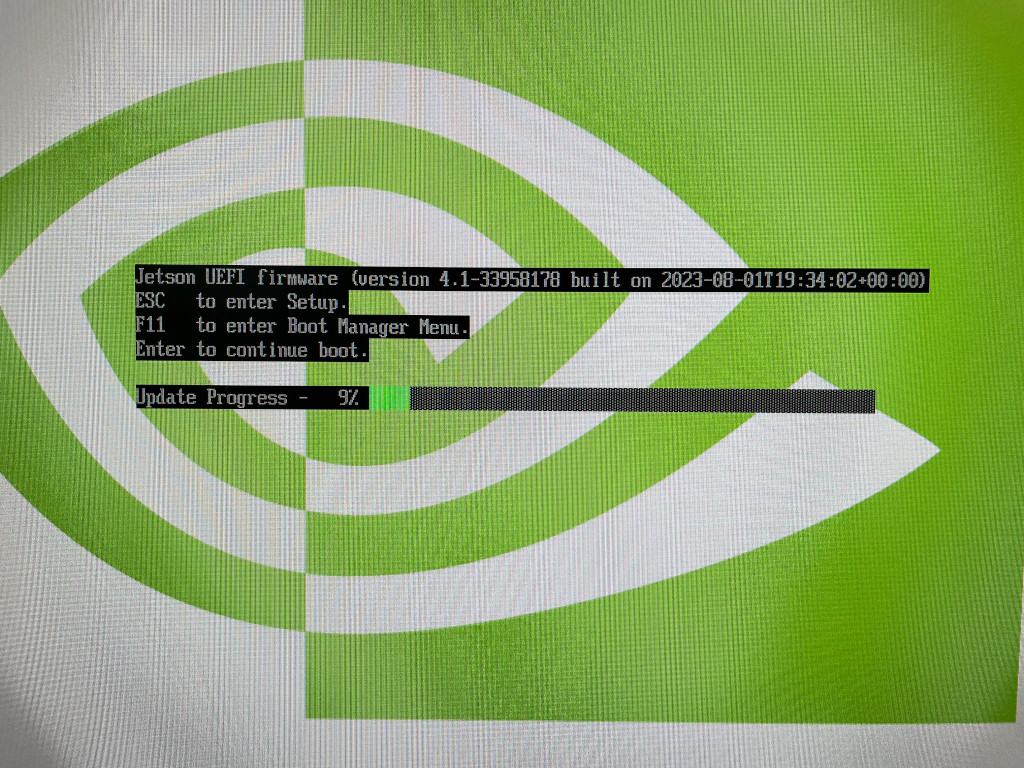 Jetson UEFI firmware (version 4.1-33958178 built on 2023-08-01T19:34:02+00:00)
ESC   to enter Setup.
F11   to enter Boot Manager Menu.
Enter to continue boot.
Update Progress -   9%